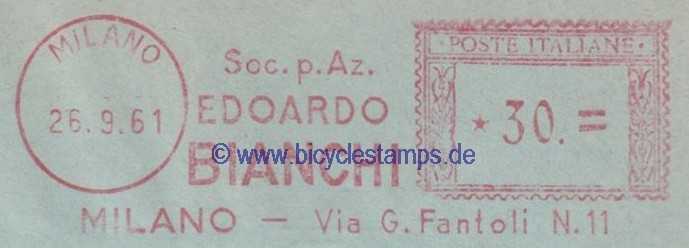 MILANO
26.9.61
Soc. p. Az.
EDOARDO
BIANCHI
MILANO — Via G. Fantoli N. 11
POSTE ITALIANE
* 30. =
© www.bicyclestamps.de